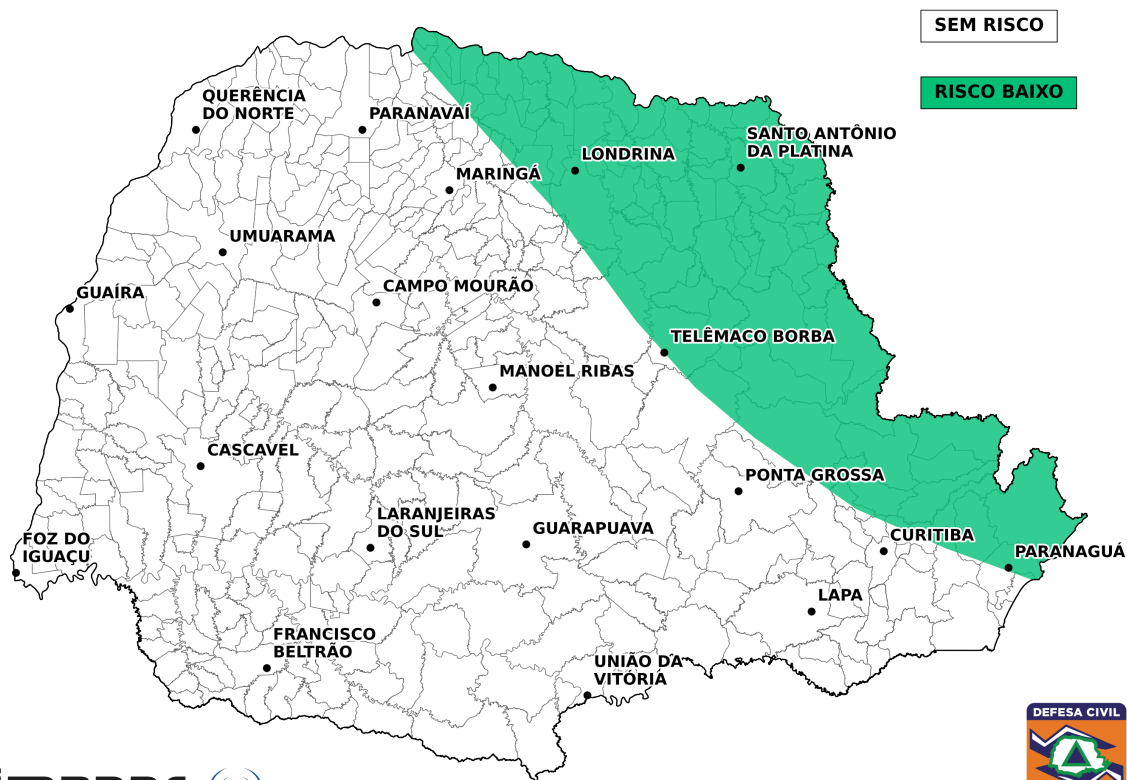 SEM RISCO
RISCO BAIXO
QUERÊNCIA
DO NORTE
PARANAVAÍ
SANTO ANTÔNIO
DA PLATINA
LONDRINA
MARINGÁ
UMUARAMA
CAMPO MOURÃO
GUAÍRA
TELÊMACO BORBA
MANOEL RIBAS
CASCAVEL
PONTA GROSSA
LARANJEIRAS
DO SUL
GUARAPUAVA
CURITIBA
FOZ DO
IGUAÇU
PARANAGUÁ
LAPA
FRANCISCO
BELTRÃO
UNIÃO DA
VITÓRIA
DEFESA CIVIL